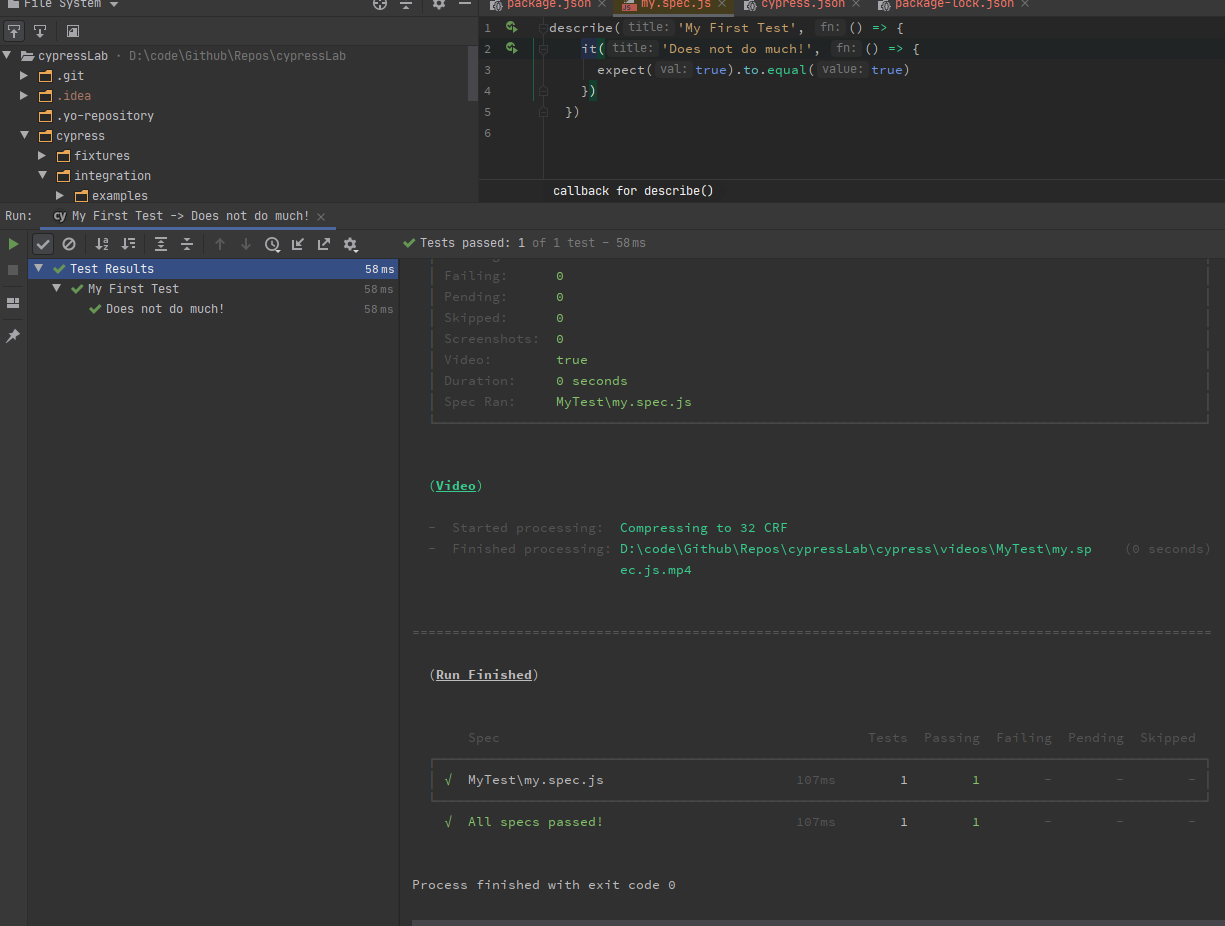 File System
package.json
my.spec.js
cypress.json
package-lock.json
cypressLab · D:\code\Github\Repos\cypressLab
.git
.idea
.yo-repository
cypress
fixtures
integration
examples
1 describe( title: 'My First Test', fn: () => {
2 it( title: 'Does not do much!', fn: () => {
3 expect( val: true).to.equal( value: true)
4 })
5 })
6
callback for describe()
Run: cy My First Test -> Does not do much!
Tests passed: 1 of 1 test – 58 ms
Test Results 58 ms
My First Test 58 ms
Does not do much! 58 ms
Failing: 0
Pending: 0
Skipped: 0
Screenshots: 0
Video: true
Duration: 0 seconds
Spec Ran: MyTest\my.spec.js
(Video)
- Started processing: Compressing to 32 CRF
- Finished processing: D:\code\Github\Repos\cypressLab\cypress\videos\MyTest\my.sp (0 seconds)
ec.js.mp4
====================================================================================================
(Run Finished)
Spec Tests Passing Failing Pending Skipped
√ MyTest\my.spec.js 107ms 1 1 - - -
√ All specs passed! 107ms 1 1 - - -
Process finished with exit code 0